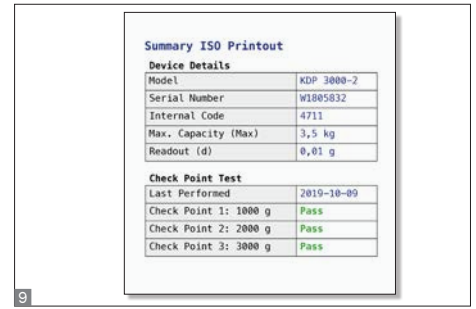 Summary ISO Printout
Device Details
Model KDP 3000-2
Serial Number W1805832
Internal Code 4711
Max. Capacity (Max) 3,5 kg
Readout (d) 0,01 g
Check Point Test
Last Performed 2019-10-09
Check Point 1: 1000 g Pass
Check Point 2: 2000 g Pass
Check Point 3: 3000 g Pass
9